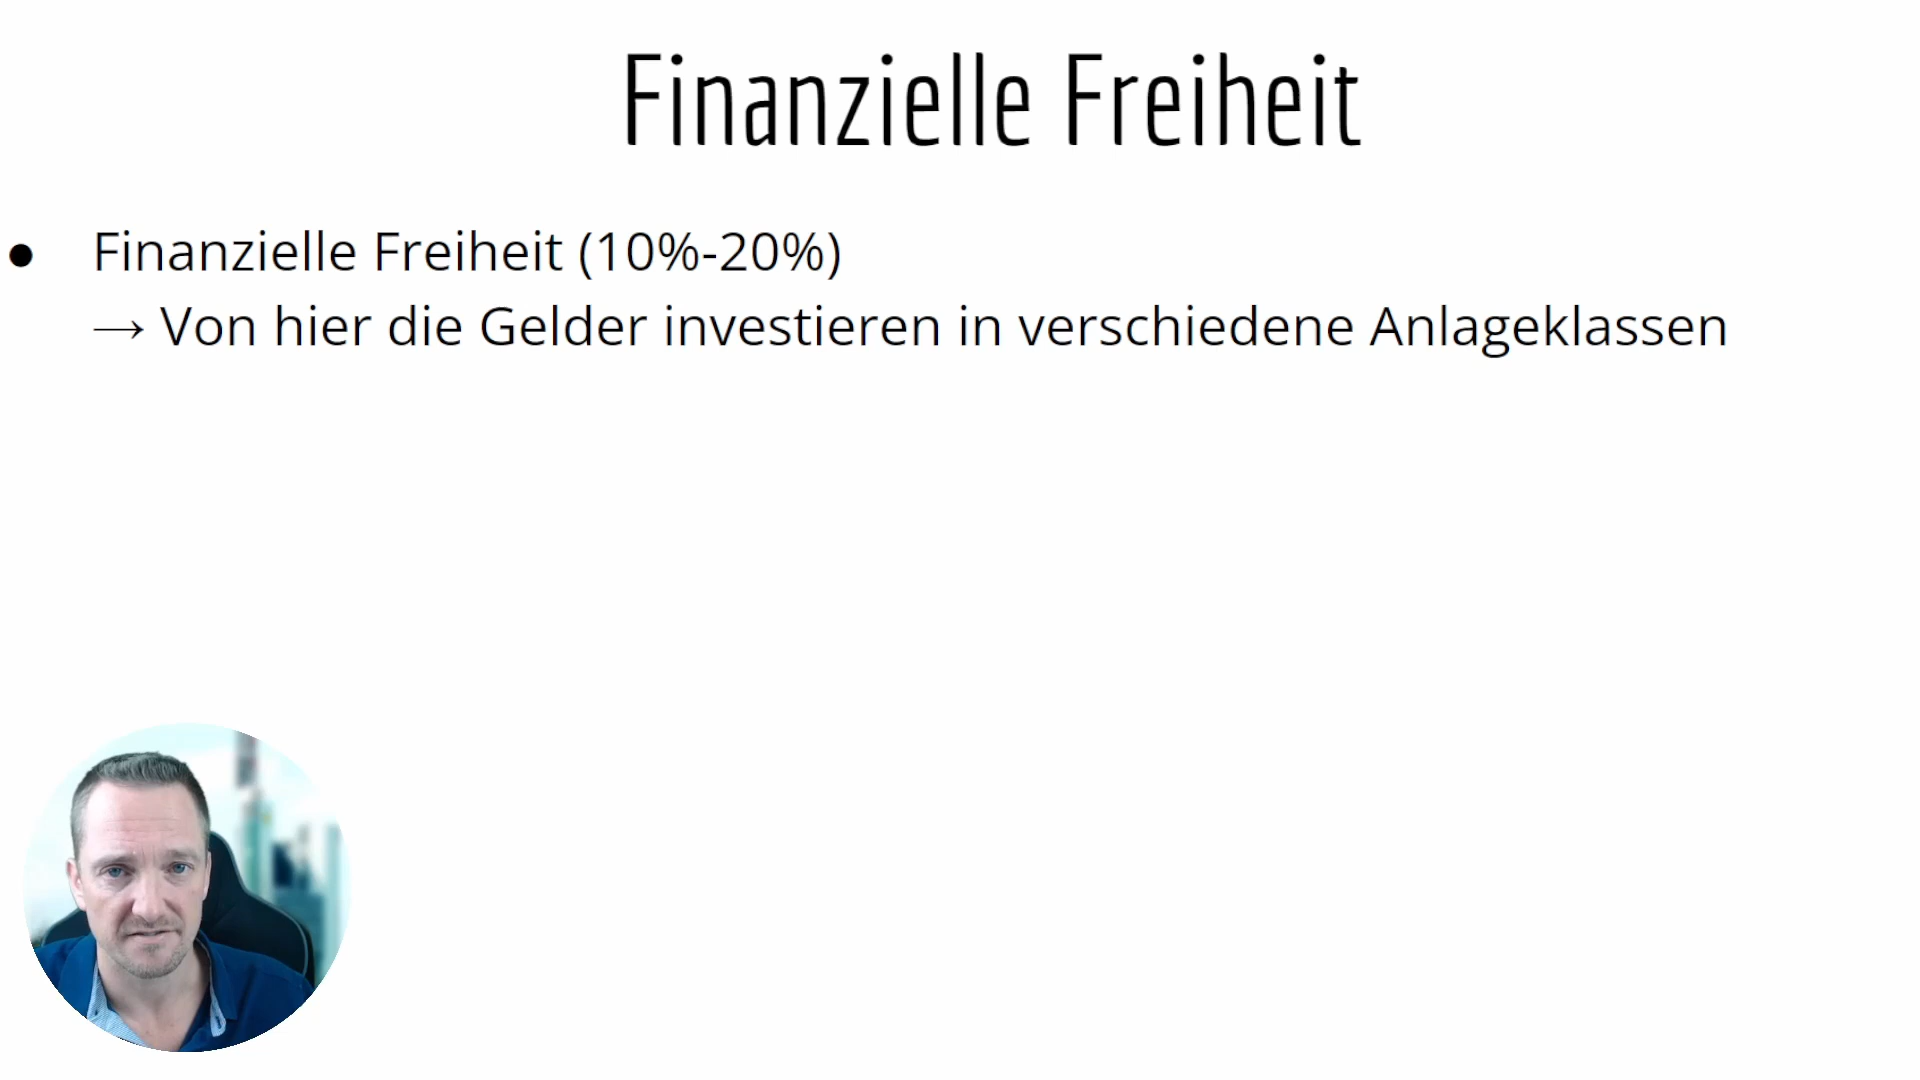 Finanzielle Freiheit
● Finanzielle Freiheit (10%-20%)
→ Von hier die Gelder investieren in verschiedene Anlageklassen